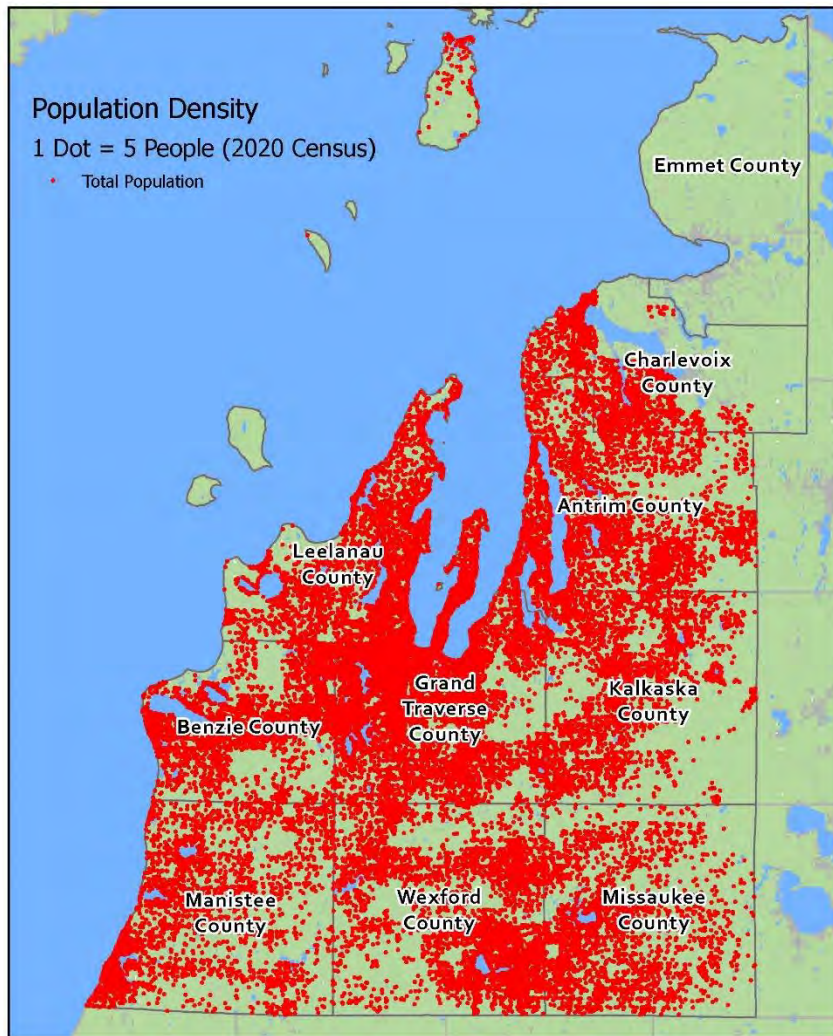 Population Density
1 Dot = 5 People (2020 Census)
Total Population
Emmet County
Charlevoix
County
Antrim County
Leelanau
County
Grand
Traverse
County
Kalkaska
County
Benzie County
Manistee
County
Wexford
County
Missaukee
County